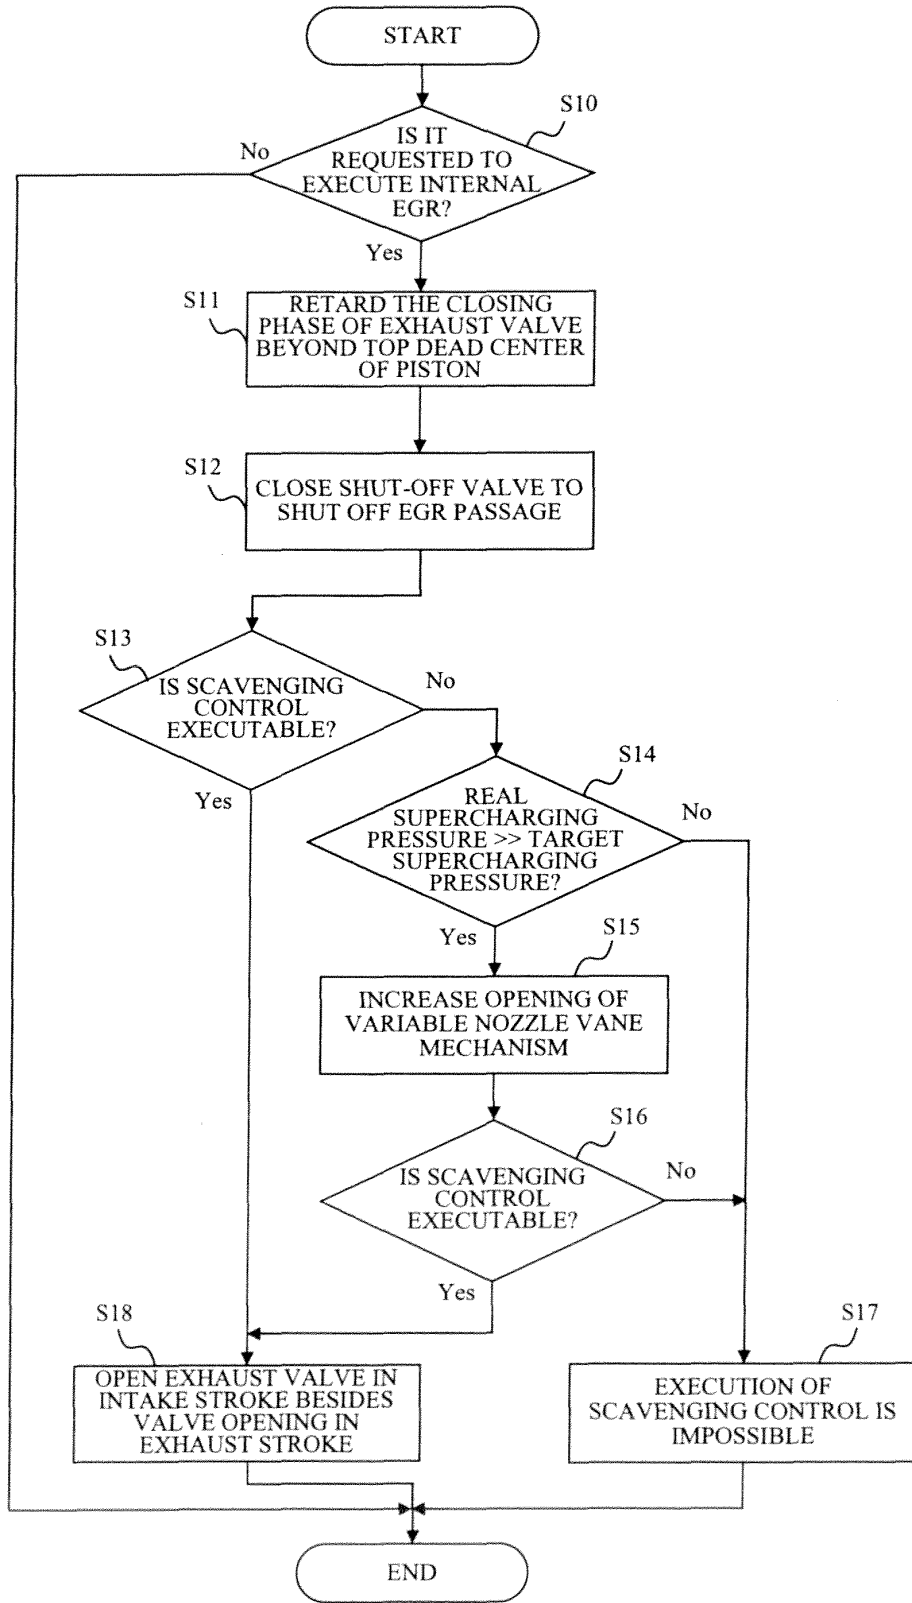 START
S10
IS IT
REQUESTED TO
EXECUTE INTERNAL
EGR?
No
Yes
S11
RETARD THE CLOSING
PHASE OF EXHAUST VALVE
BEYOND TOP DEAD CENTER
OF PISTON
S12
CLOSE SHUT-OFF VALVE TO
SHUT OFF EGR PASSAGE
S13
IS SCAVENGING
CONTROL
EXECUTABLE?
No
Yes
S14
REAL
SUPERCHARGING
PRESSURE >> TARGET
SUPERCHARGING
PRESSURE?
No
Yes
S15
INCREASE OPENING OF
VARIABLE NOZZLE VANE
MECHANISM
S16
IS SCAVENGING
CONTROL
EXECUTABLE?
No
Yes
S18
OPEN EXHAUST VALVE IN
INTAKE STROKE BESIDES
VALVE OPENING IN
EXHAUST STROKE
S17
EXECUTION OF
SCAVENGING CONTROL IS
IMPOSSIBLE
END